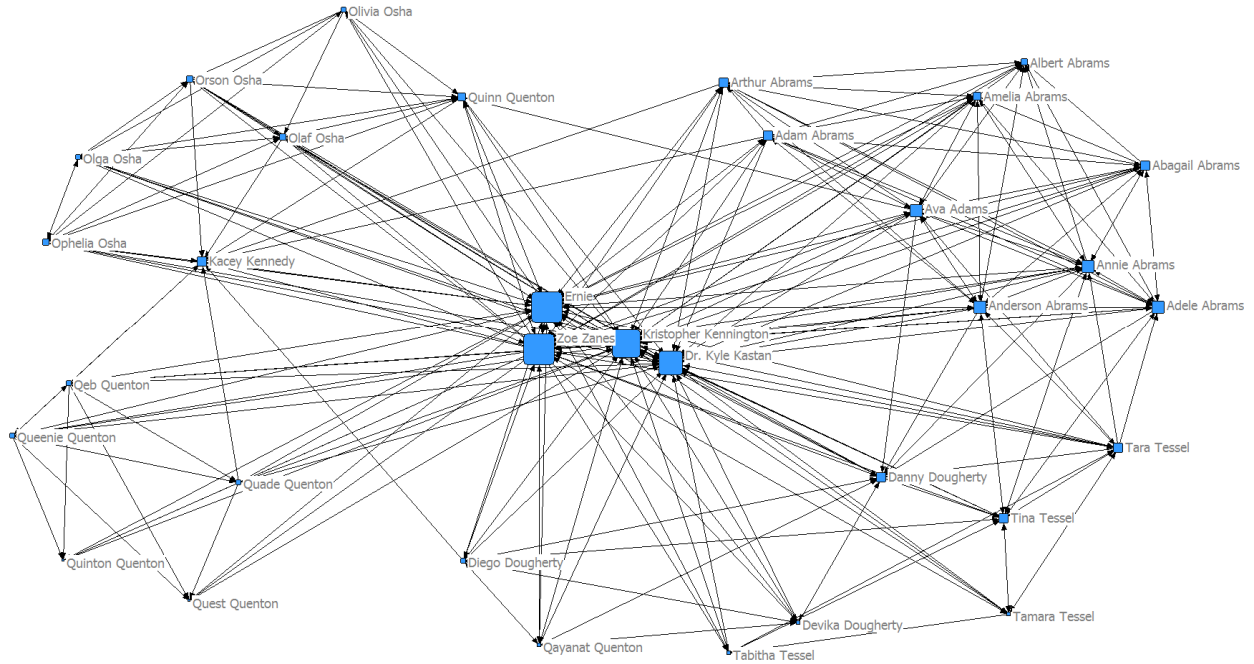 Olivia Osha
Albert Abrams
Orson Osha
Arthur Abrams
Quinn Quenton
Amelia Abrams
Olaf Osha
Adam Abrams
Olga Osha
Abagail Abrams
Ava Adams
Ophelia Osha
Kacey Kennedy
Annie Abrams
Ernie
Anderson Abrams
Adele Abrams
Kristopher Kennington
Zoe Zanes
Dr. Kyle Kastan
Qeb Quenton
Queenie Quenton
Tara Tessel
Danny Dougherty
Quade Quenton
Tina Tessel
Quinton Quenton
Diego Dougherty
Quest Quenton
Tamara Tessel
Devika Dougherty
Qayanat Quenton
Tabitha Tessel